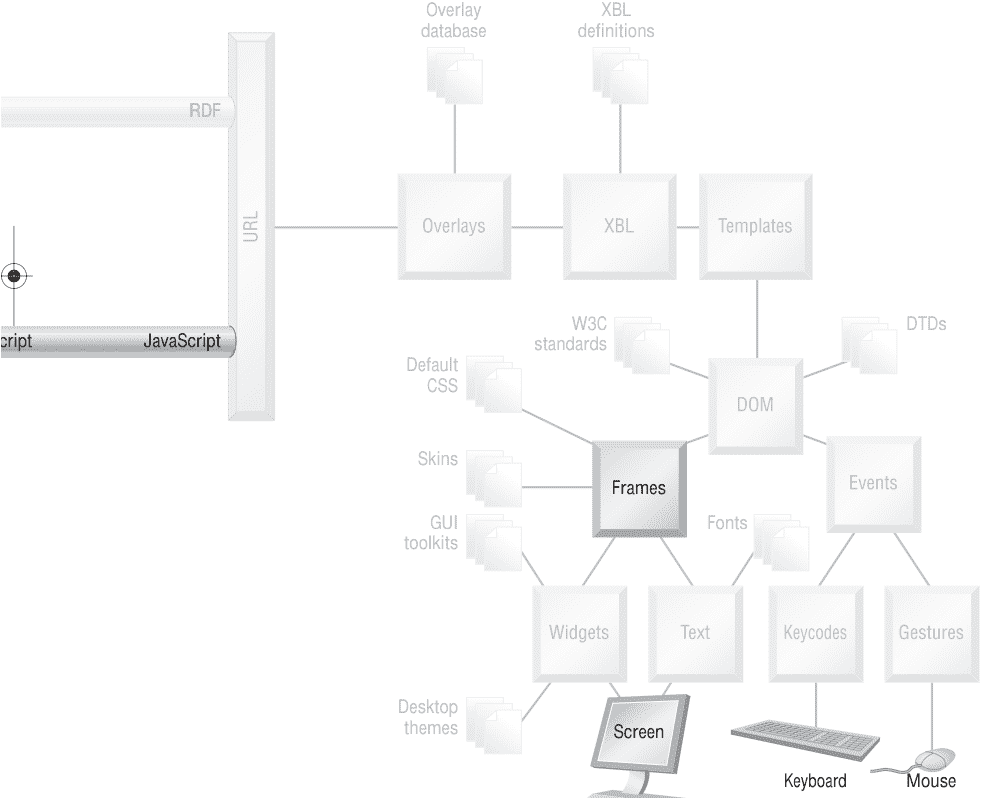 Overlay
database
XBL
definitions
RDF
URL
Overlays
XBL
Templates
cript
JavaScript
W3C
standards
DTDs
Default
CSS
DOM
Skins
Frames
Events
GUI
toolkits
Fonts
Widgets
Text
Keycodes
Gestures
Desktop
themes
Screen
Keyboard
Mouse